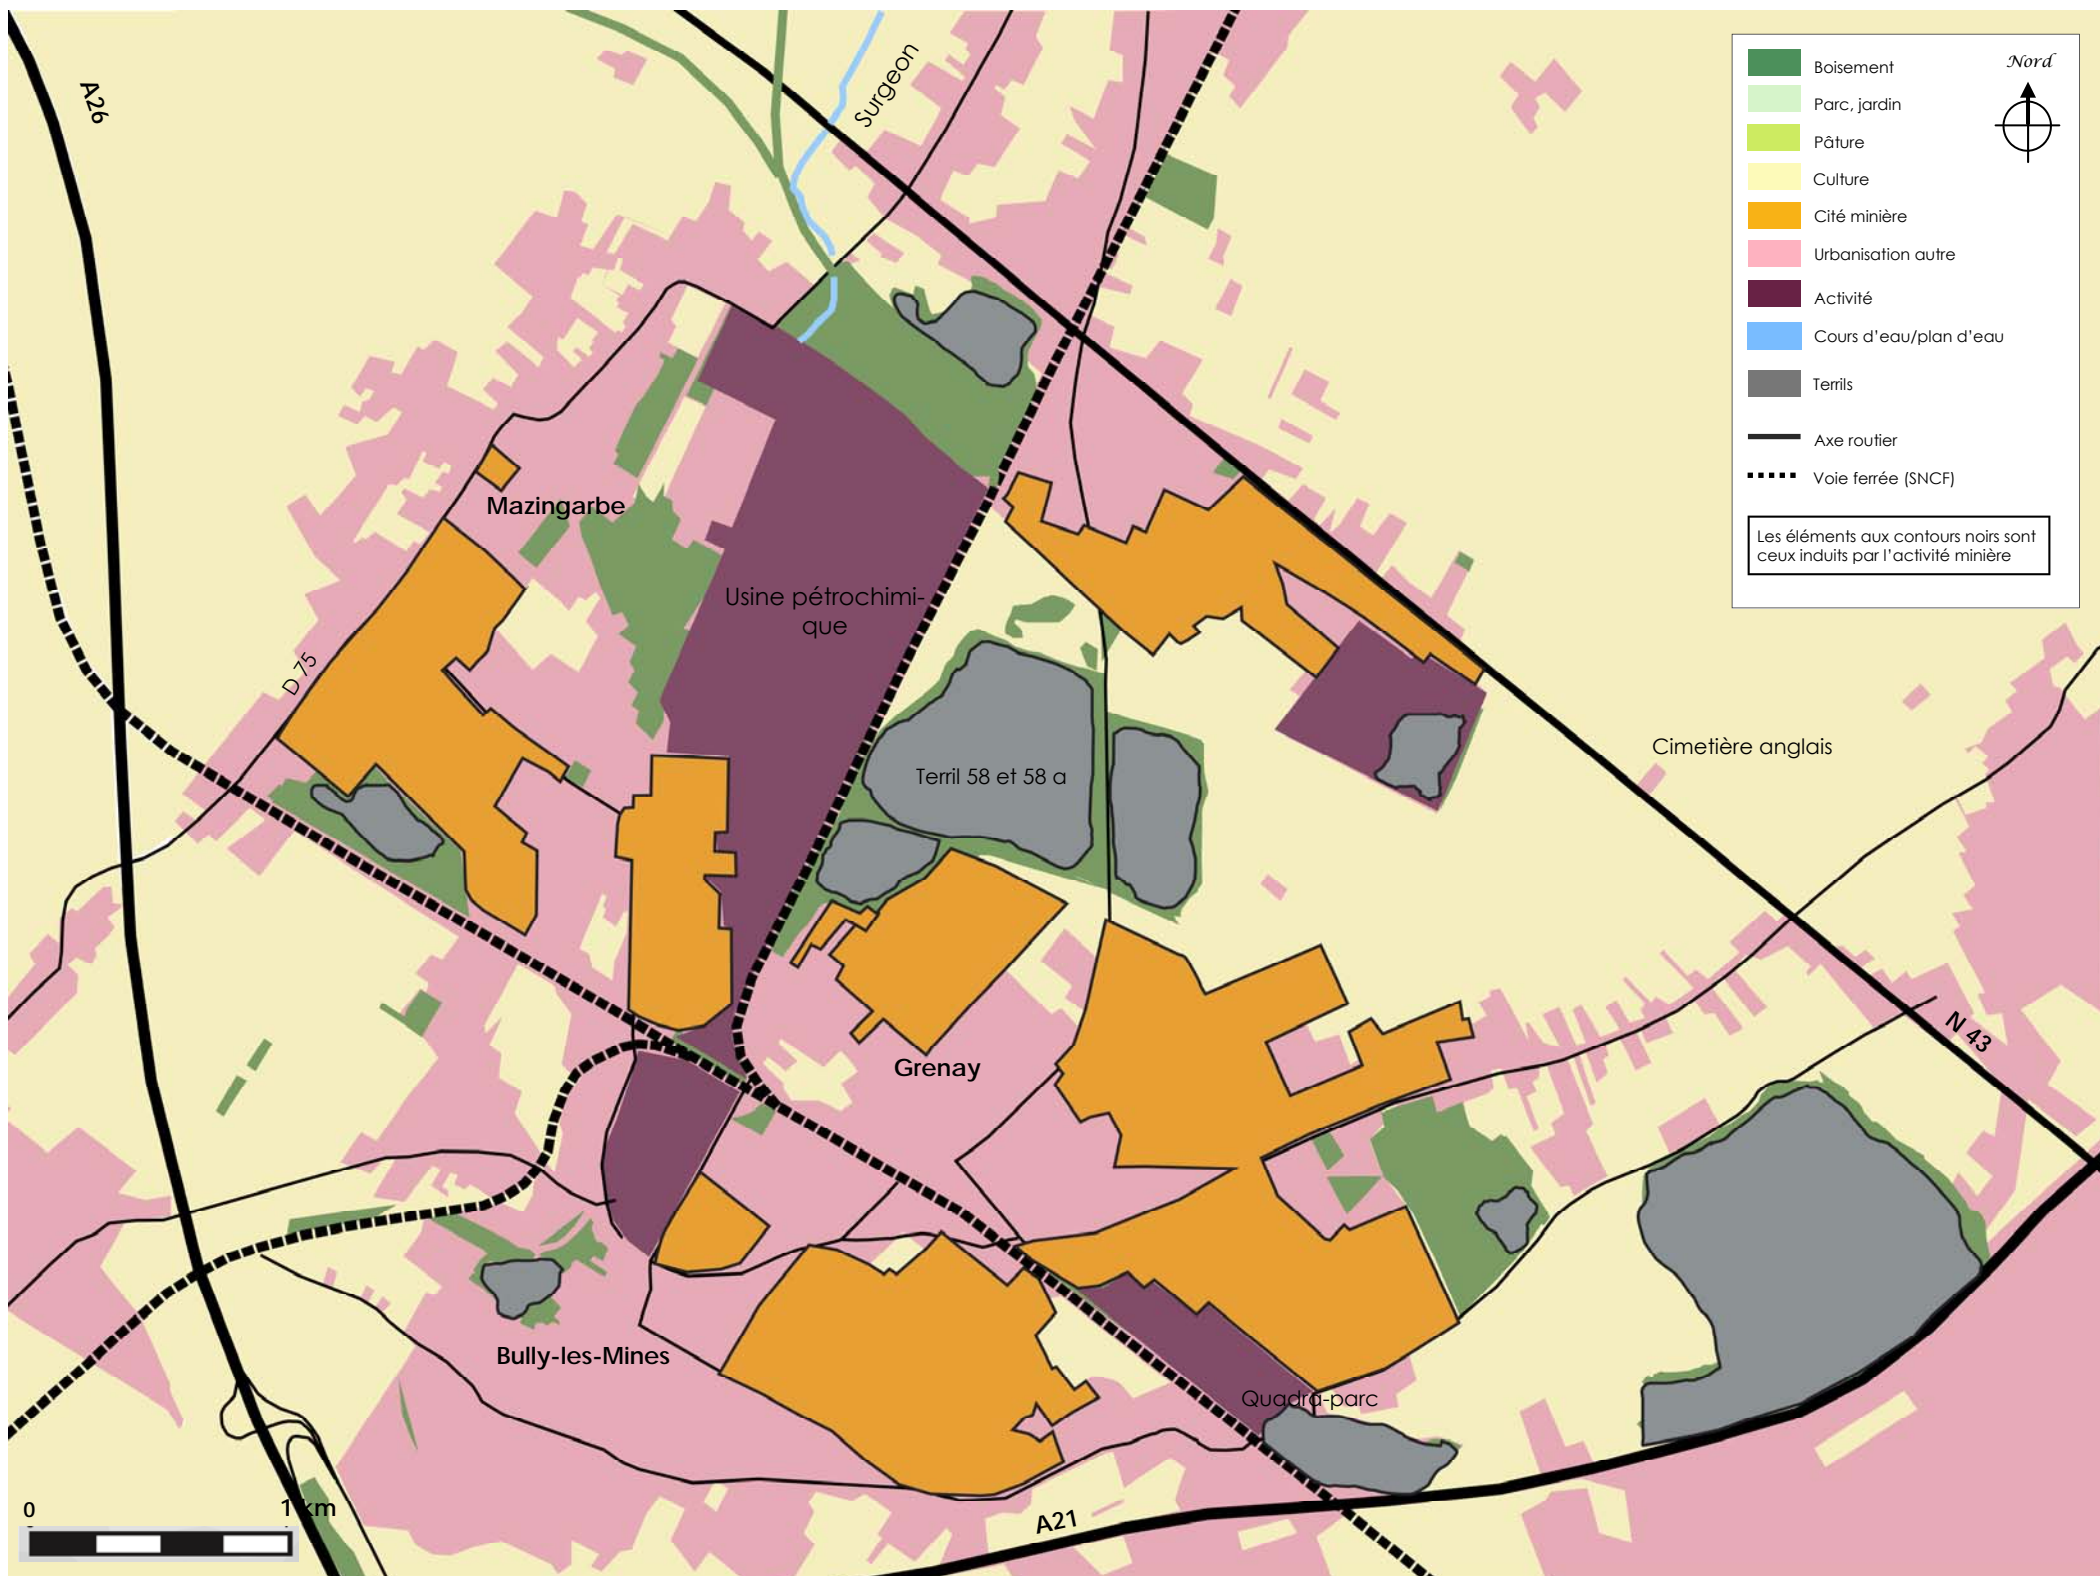 A26
Surgeon
Nord
Boisement
Parc, jardin
Pâture
Culture
Cité minière
Urbanisation autre
Activité
Cours d'eau/plan d'eau
Terrils
Axe routier
Voie ferrée (SNCF)
Les éléments aux contours noirs sont
ceux induits par l'activité minière
Mazingarbe
Usine pétrochimi-
que
D 75
Terril 58 et 58 a
Cimetière anglais
N 43
Grenay
Bully-les-Mines
Quadra-parc
A21
0
1 km